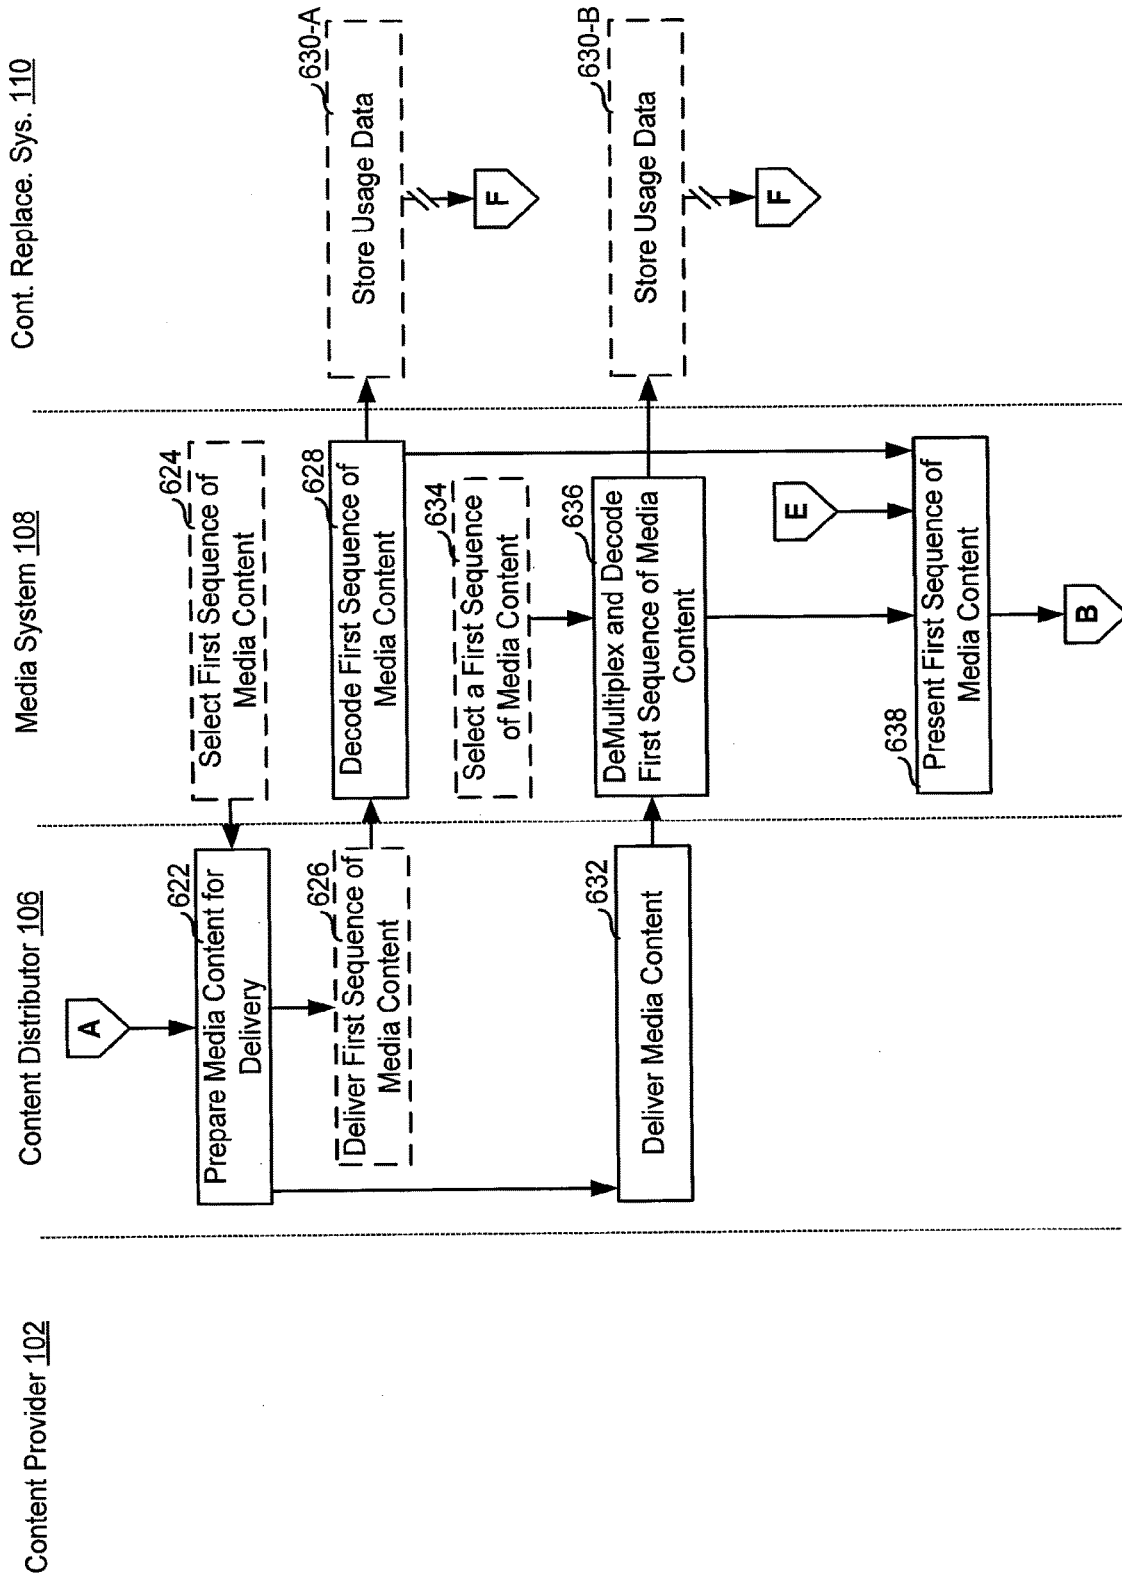 Content Provider 102
Content Distributor 106
Media System 108
Cont. Replace. Sys. 110
A
622
Prepare Media Content for
Delivery
624
Select First Sequence of
Media Content
626
Deliver First Sequence of
Media Content
628
Decode First Sequence of
Media Content
630-A
Store Usage Data
F
634
Select a First Sequence
of Media Content
632
Deliver Media Content
636
DeMultiplex and Decode
First Sequence of Media
Content
630-B
Store Usage Data
F
E
638
Present First Sequence of
Media Content
B